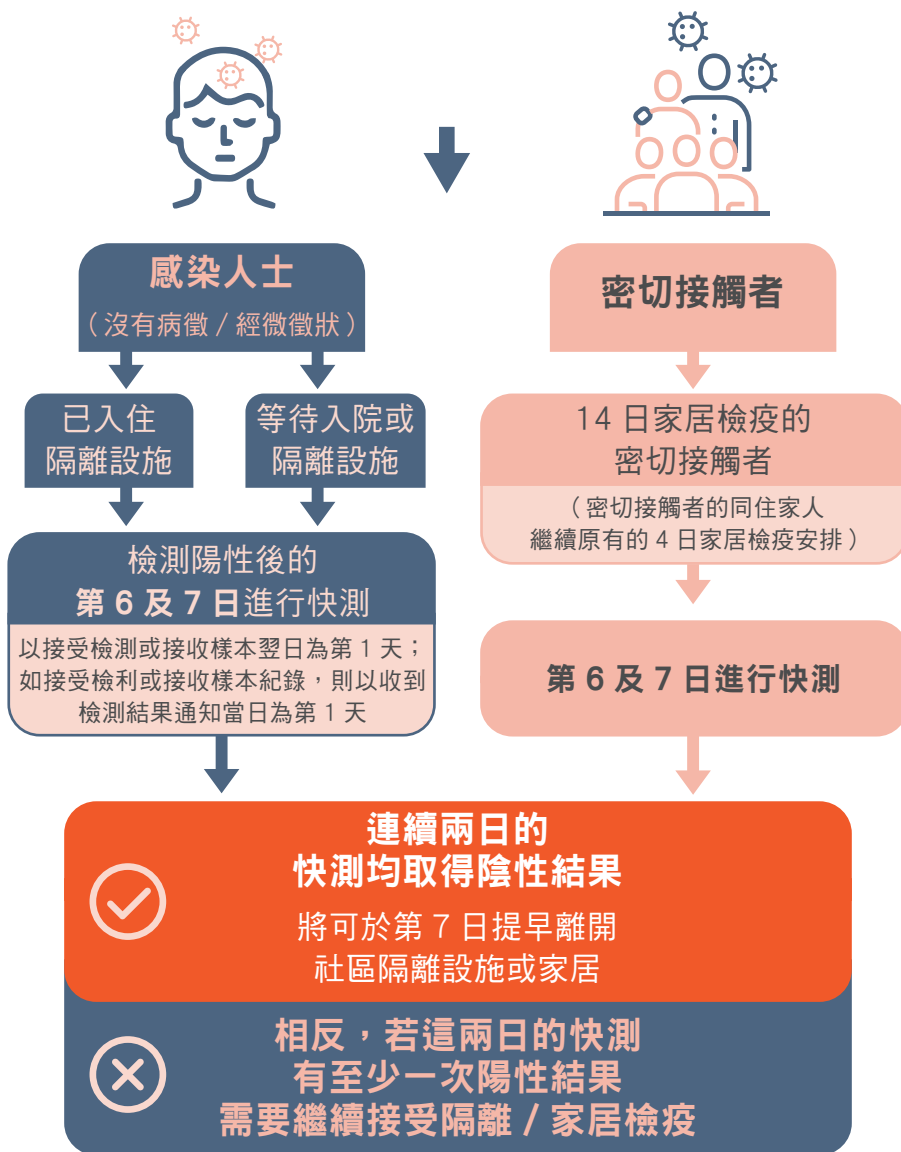 感染人士
（沒有病徵 / 經微徵狀）
密切接觸者
已入住
隔離設施
等待入院或
隔離設施
14 日家居檢疫的
密切接觸者
（密切接觸者的同住家人
繼續原有的 4 日家居檢疫安排）
檢測陽性後的
第 6 及 7 日進行快測
以接受檢測或接收樣本翌日為第 1 天；
如接受檢利或接收樣本紀錄，則以收到
檢測結果通知當日為第 1 天
第 6 及 7 日進行快測
連續兩日的
快測均取得陰性結果
將可於第 7 日提早離開
社區隔離設施或家居
相反，若這兩日的快測
有至少一次陽性結果
需要繼續接受隔離 / 家居檢疫